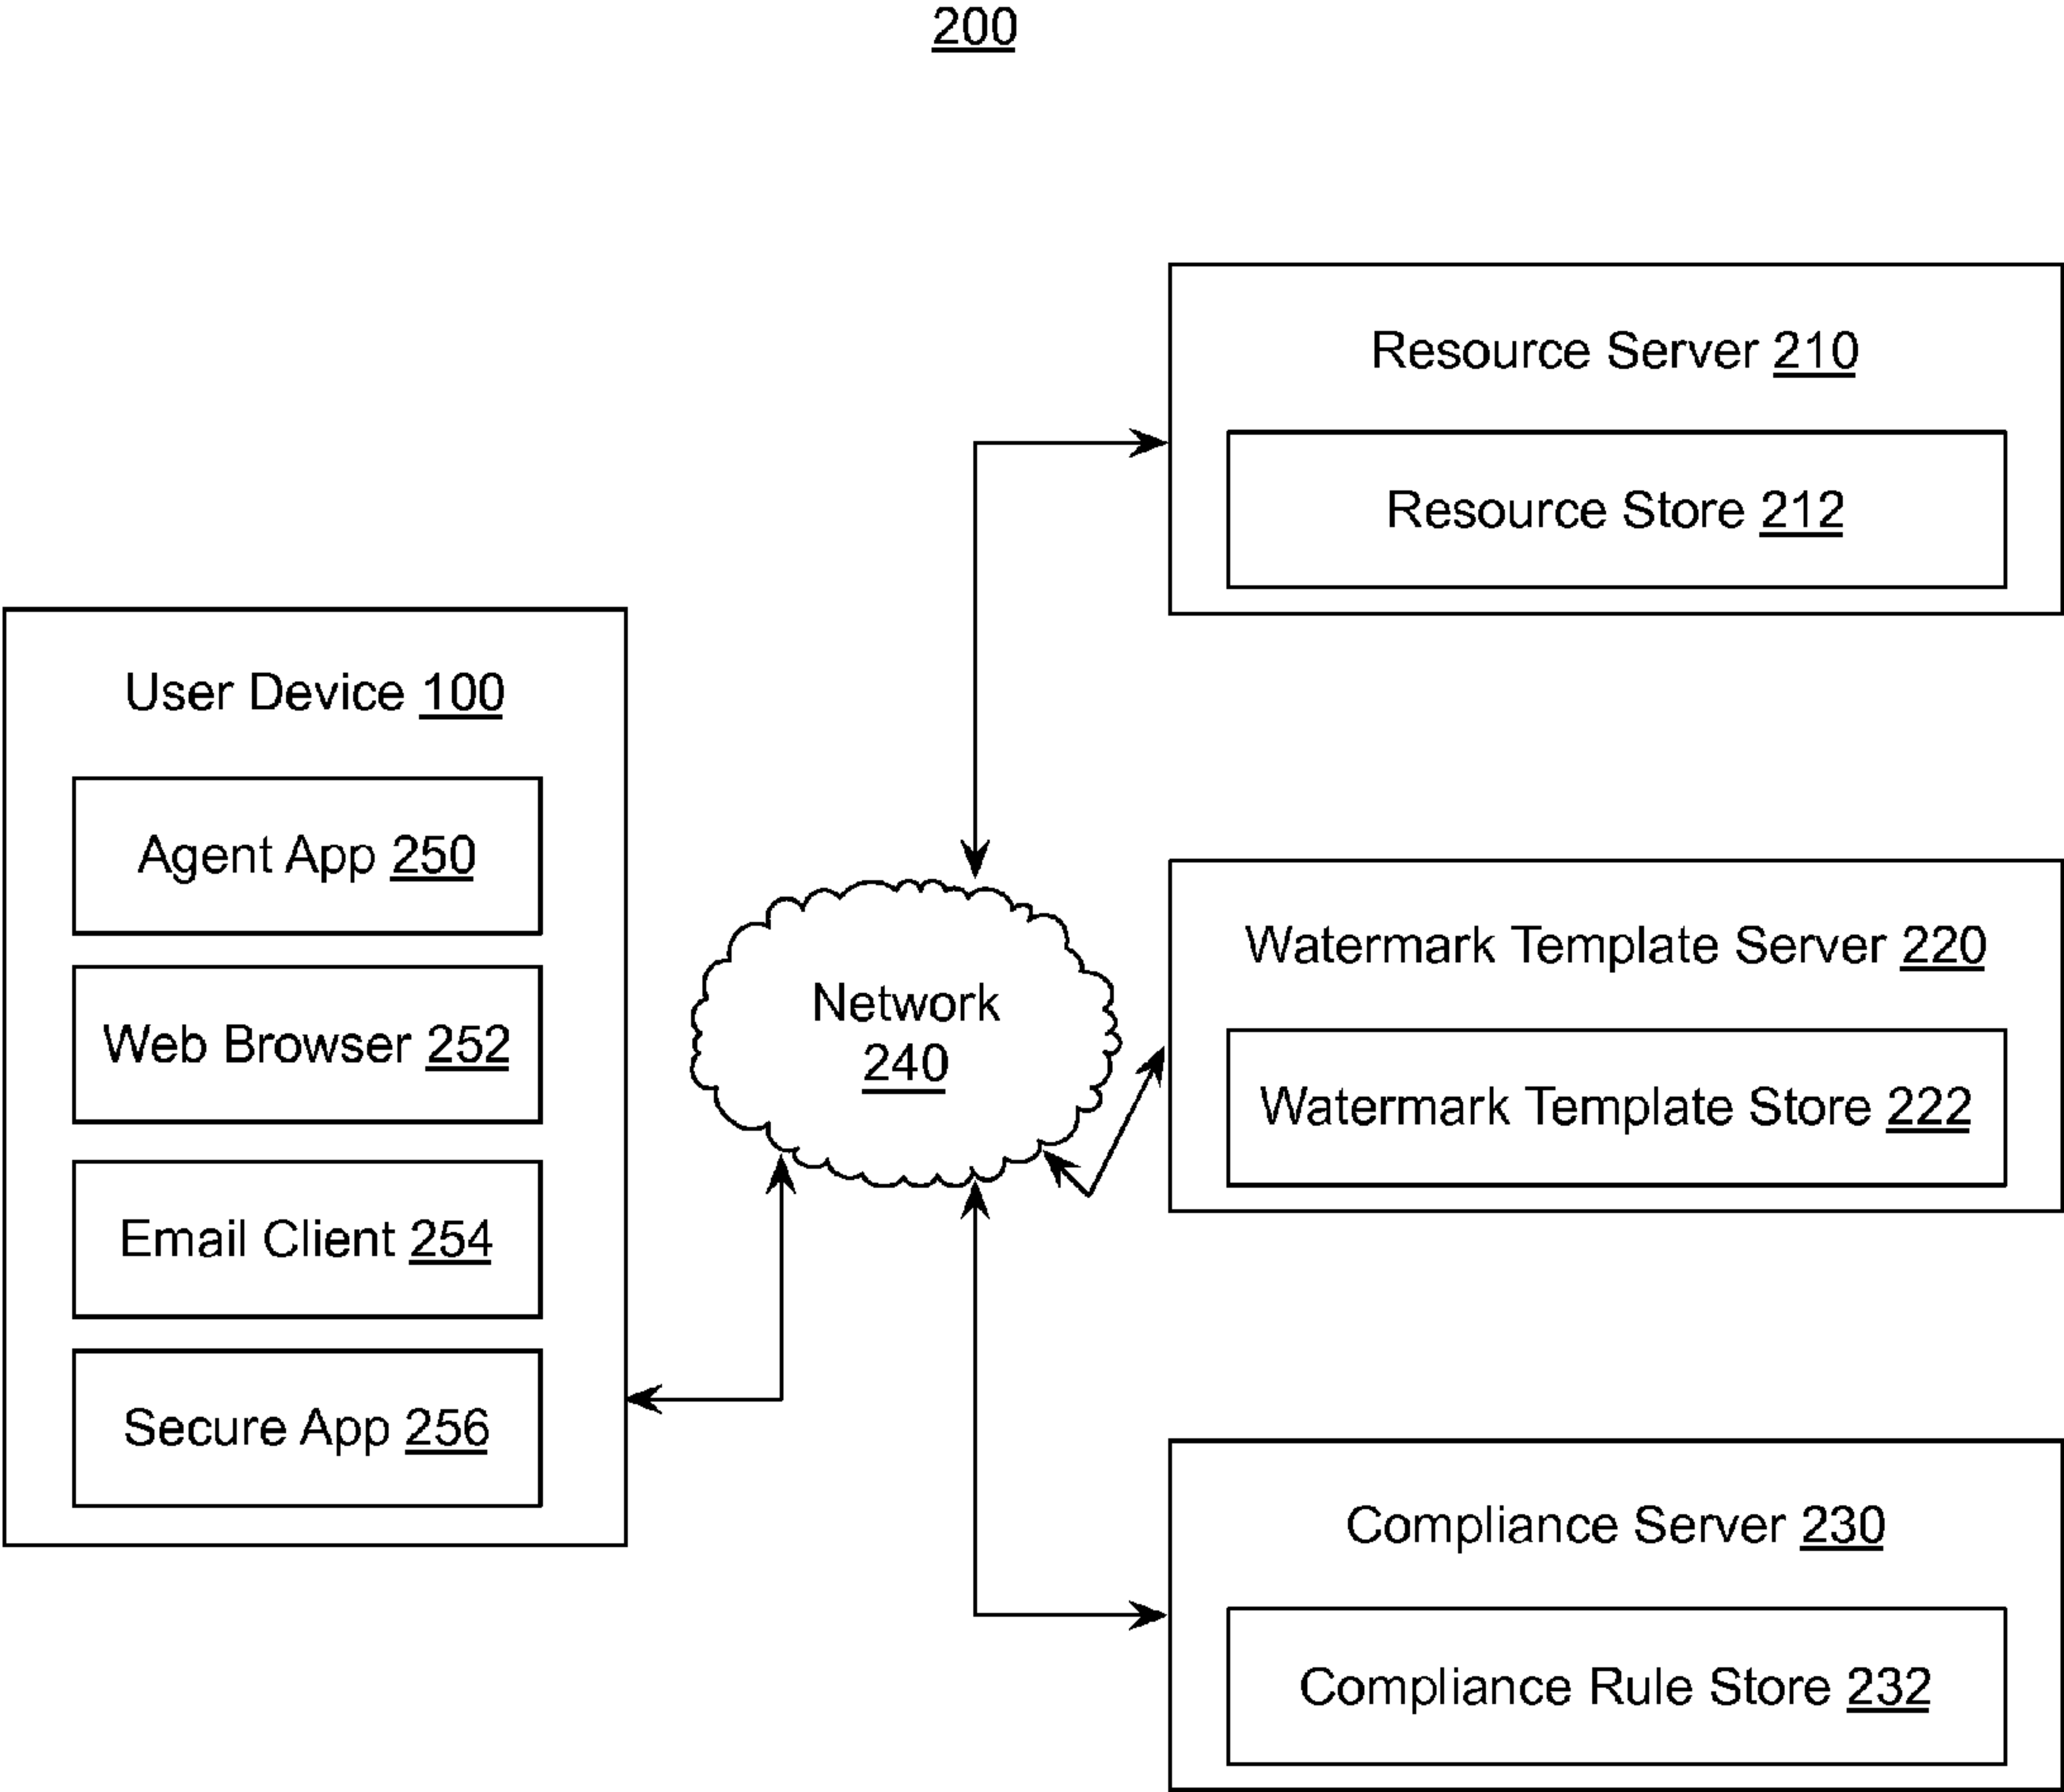 200
Resource Server 210
Resource Store 212
User Device 100
Agent App 250
Web Browser 252
Email Client 254
Secure App 256
Network
240
Watermark Template Server 220
Watermark Template Store 222
Compliance Server 230
Compliance Rule Store 232